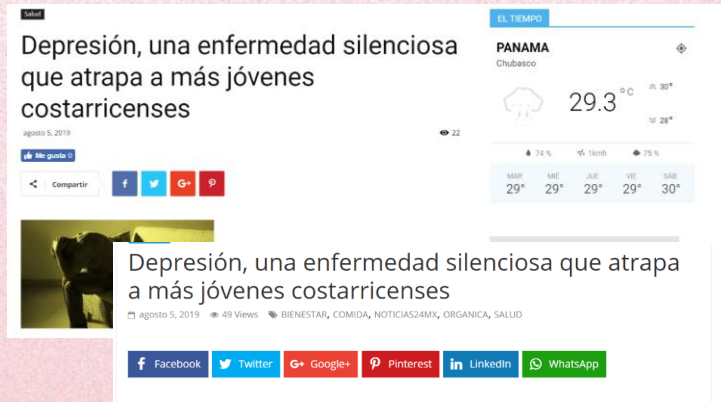 Salud
Depresión, una enfermedad silenciosa
que atrapa a más jóvenes
costarricenses
agosto 5, 2019
22
Me gusta 0
Compartir
G+
EL TIEMPO
PANAMA
Chubasco
29.3 °C
30°
28°
74 %
1kmh
75 %
MAR MIÉ JUE VIE SÁB
29° 29° 29° 29° 30°
Depresión, una enfermedad silenciosa que atrapa
a más jóvenes costarricenses
agosto 5, 2019 49 Views BIENESTAR, COMIDA, NOTICIAS24MX, ORGANICA, SALUD
Facebook Twitter G+ Google+ Pinterest in LinkedIn WhatsApp